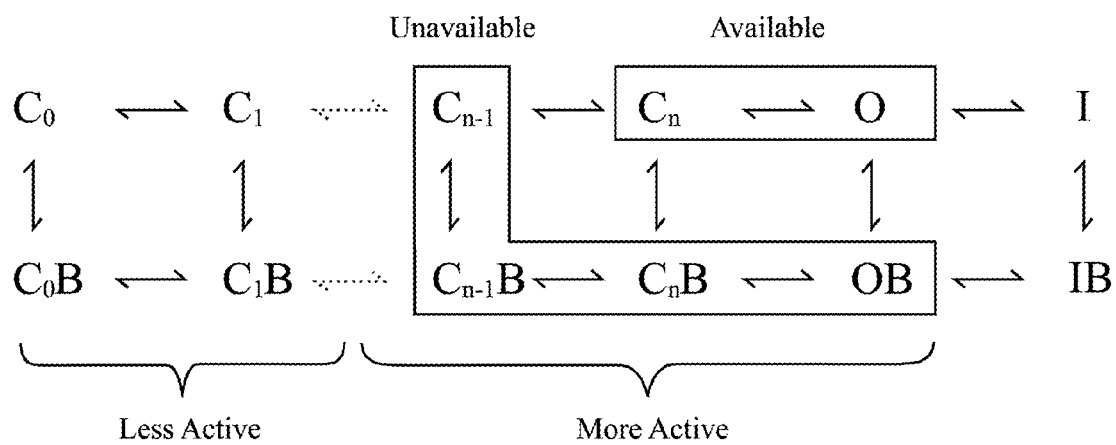 Unavailable Available
C₀ C₁ Cₙ₋₁ Cₙ O I
C₀B C₁B Cₙ₋₁B CₙB OB IB
Less Active More Active